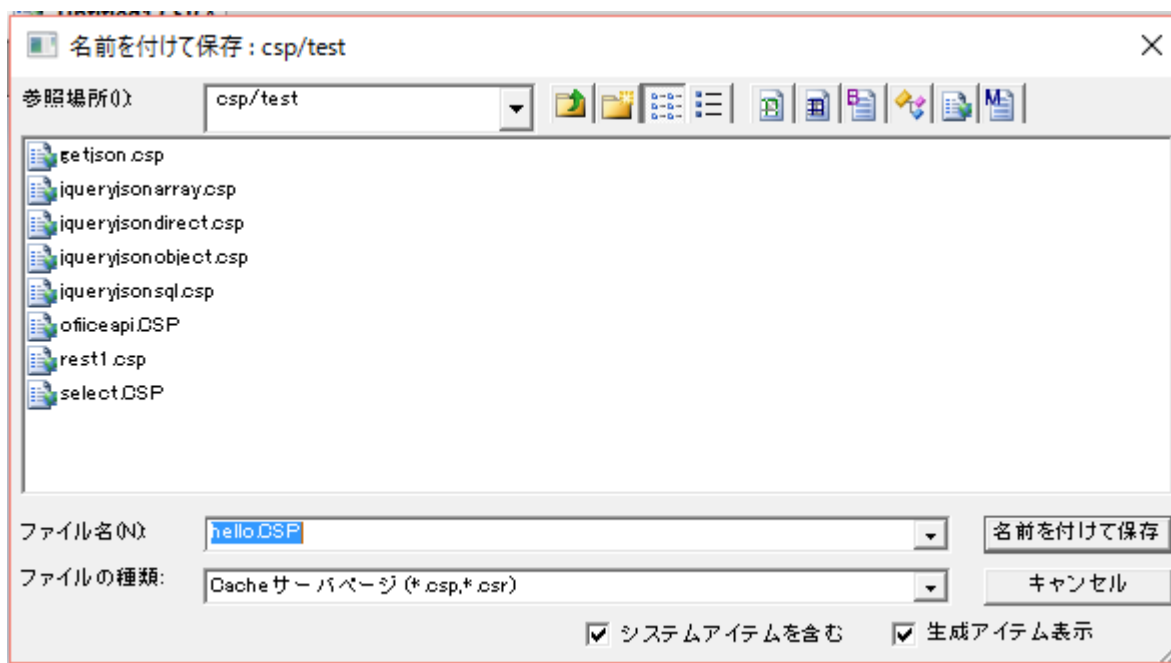 名前を付けて保存 : csp/test
参照場所(I):
csp/test
getjson.csp
jqueryjsonarray.csp
jqueryjsondirect.csp
jqueryjsonobject.csp
jqueryjsonsql.csp
ofiiceapi.CSP
rest1.csp
select.CSP
ファイル名(N):
hello.CSP
名前を付けて保存
ファイルの種類:
Cacheサーバページ (*.csp,*.csr)
キャンセル
システムアイテムを含む
生成アイテム表示